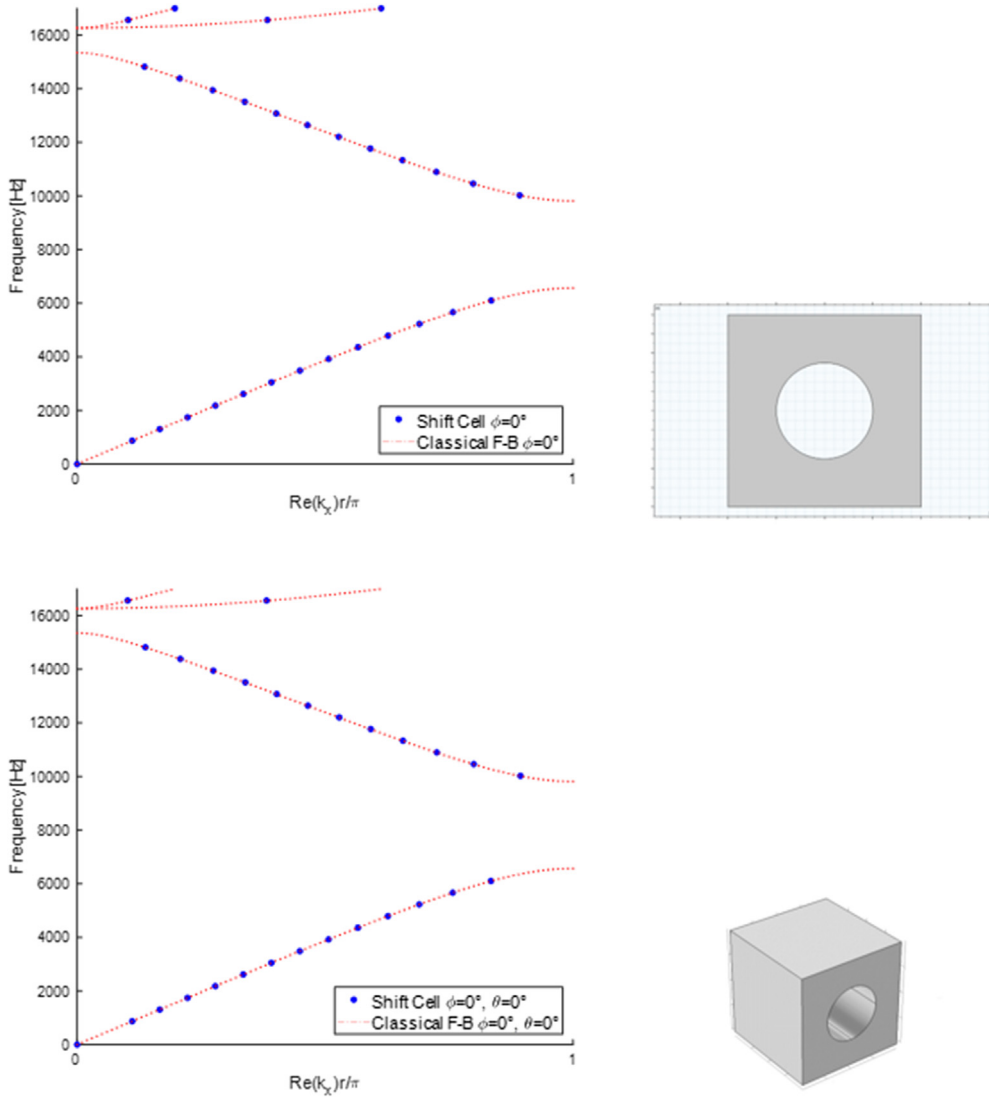 16000
14000
12000
10000
8000
6000
4000
2000
0
Frequency[Hz]
Shift Cell ϕ=0°
Classical F-B ϕ=0°
0
1
Re(kₓ)r/π
16000
14000
12000
10000
8000
6000
4000
2000
0
Frequency[Hz]
Shift Cell ϕ=0°, θ=0°
Classical F-B ϕ=0°, θ=0°
0
1
Re(kₓ)r/π